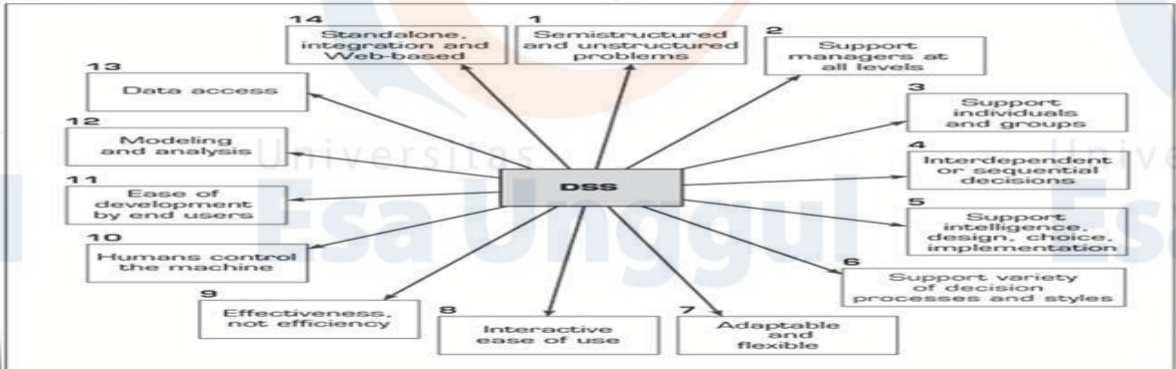 14
Standalone,
integration and
Web-based
1
Semistructured
and unstructured
problems
2
Support
managers at
all levels
13
Data access
3
Support
individuals
and groups
12
Modeling
and analysis
4
Interdependent
or sequential
decisions
DSS
11
Ease of
development
by end users
5
Support
intelligence,
design, choice,
implementation
10
Humans control
the machine
6
Support variety
of decision
processes and styles
9
Effectiveness,
not efficiency
8
Interactive
ease of use
7
Adaptable
and
flexible
Universitas
Esa Unggul
Unive
Es